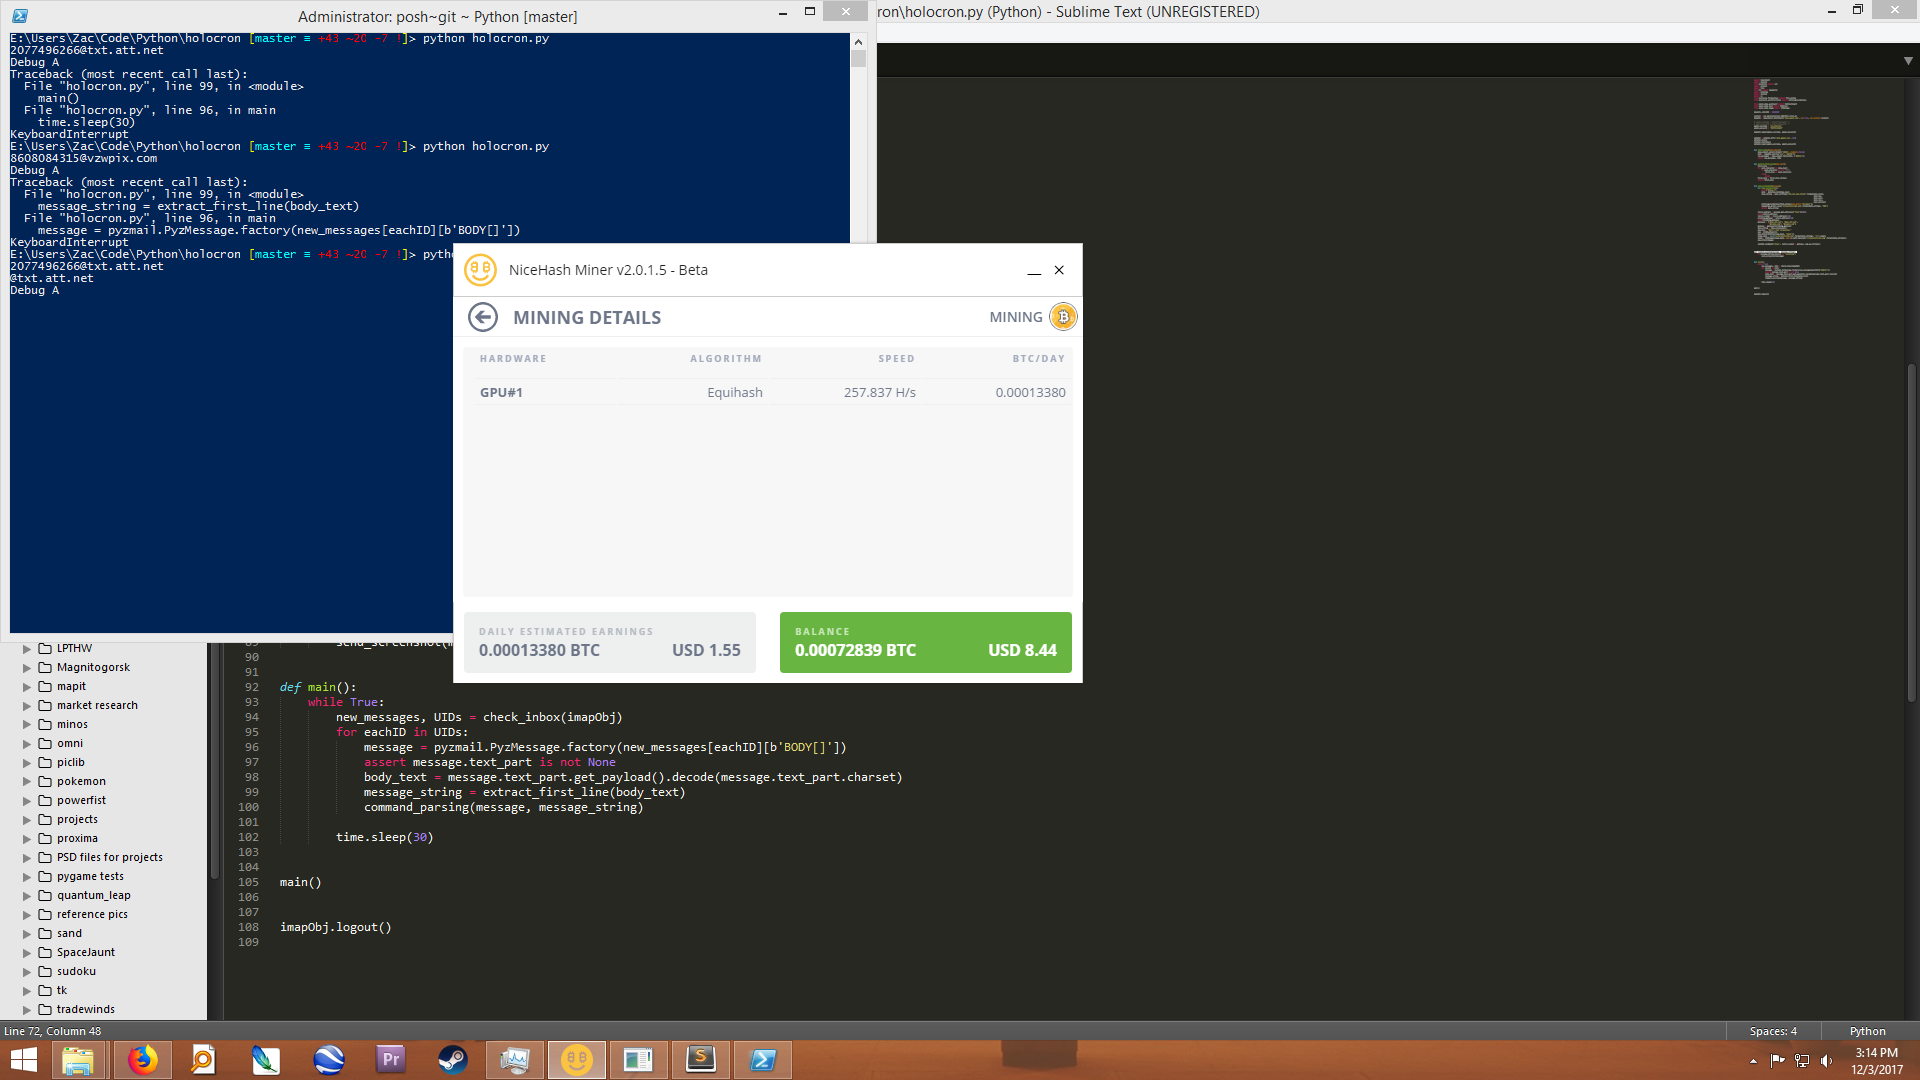 Administrator: posh~git ~ Python [master]
E:\Users\Zac\Code\Python\holocron [master ≡ +43 ~20 -7 !]> python holocron.py
2077496266@txt.att.net
Debug A
Traceback (most recent call last):
  File "holocron.py", line 99, in <module>
    main()
  File "holocron.py", line 96, in main
    time.sleep(30)
KeyboardInterrupt
E:\Users\Zac\Code\Python\holocron [master ≡ +43 ~20 -7 !]> python holocron.py
8608084315@vzwpix.com
Debug A
Traceback (most recent call last):
  File "holocron.py", line 99, in <module>
    message_string = extract_first_line(body_text)
  File "holocron.py", line 96, in main
    message = pyzmail.PyzMessage.factory(new_messages[eachID][b'BODY[]'])
KeyboardInterrupt
E:\Users\Zac\Code\Python\holocron [master ≡ +43 ~20 -7 !]> pyth
2077496266@txt.att.net
@txt.att.net
Debug A
ron\holocron.py (Python) - Sublime Text (UNREGISTERED)
NiceHash Miner v2.0.1.5 - Beta
MINING DETAILS
MINING
HARDWARE ALGORITHM SPEED BTC/DAY
GPU#1 Equihash 257.837 H/s 0.00013380
DAILY ESTIMATED EARNINGS
0.00013380 BTC USD 1.55
BALANCE
0.00072839 BTC USD 8.44
LPTHW
Magnitogorsk
mapit
market research
minos
omni
piclib
pokemon
powerfist
projects
proxima
PSD files for projects
pygame tests
quantum_leap
reference pics
sand
SpaceJaunt
sudoku
tk
tradewinds
90
91
92 def main():
93     while True:
94         new_messages, UIDs = check_inbox(imapObj)
95         for eachID in UIDs:
96             message = pyzmail.PyzMessage.factory(new_messages[eachID][b'BODY[]'])
97             assert message.text_part is not None
98             body_text = message.text_part.get_payload().decode(message.text_part.charset)
99             message_string = extract_first_line(body_text)
100             command_parsing(message, message_string)
101
102         time.sleep(30)
103
104
105 main()
106
107
108 imapObj.logout()
109
Line 72, Column 48
Spaces: 4
Python
Pr
3:14 PM
12/3/2017